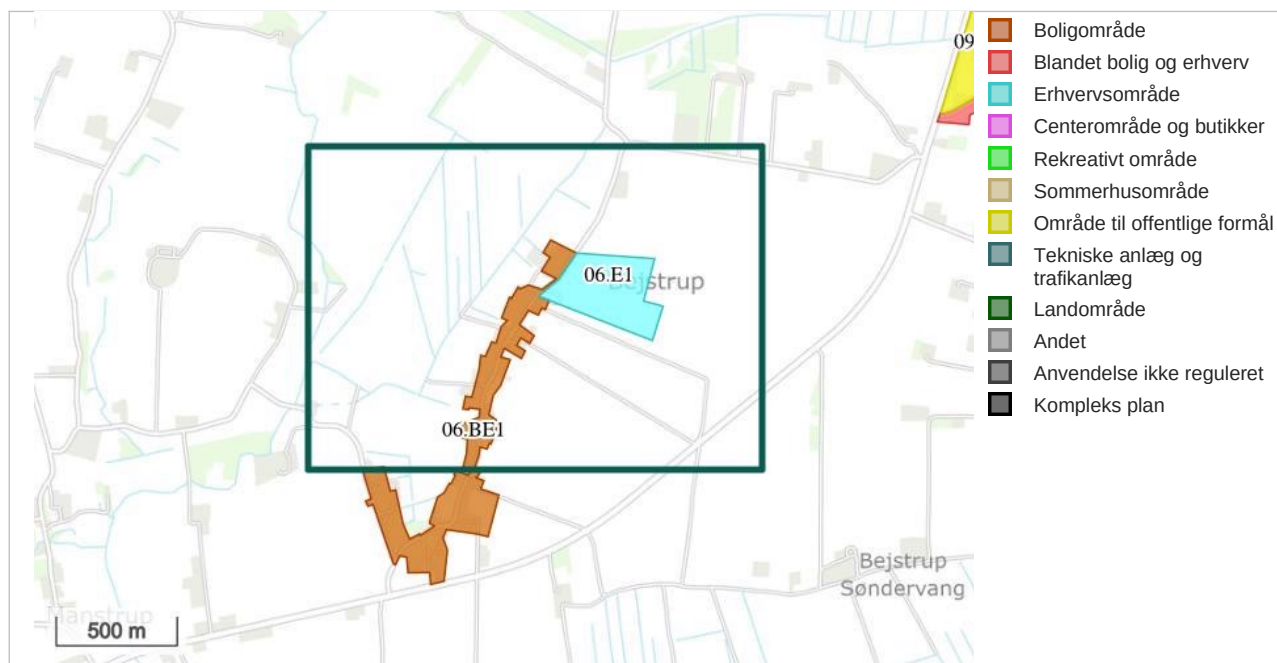 09
06.E1
Bejstrup
06.BE1
Bejstrup
Søndervang
Manstrup
500 m
Boligområde
Blandet bolig og erhverv
Erhvervsområde
Centerområde og butikker
Rekreativt område
Sommerhusområde
Område til offentlige formål
Tekniske anlæg og
trafikanlæg
Landområde
Andet
Anvendelse ikke reguleret
Kompleks plan